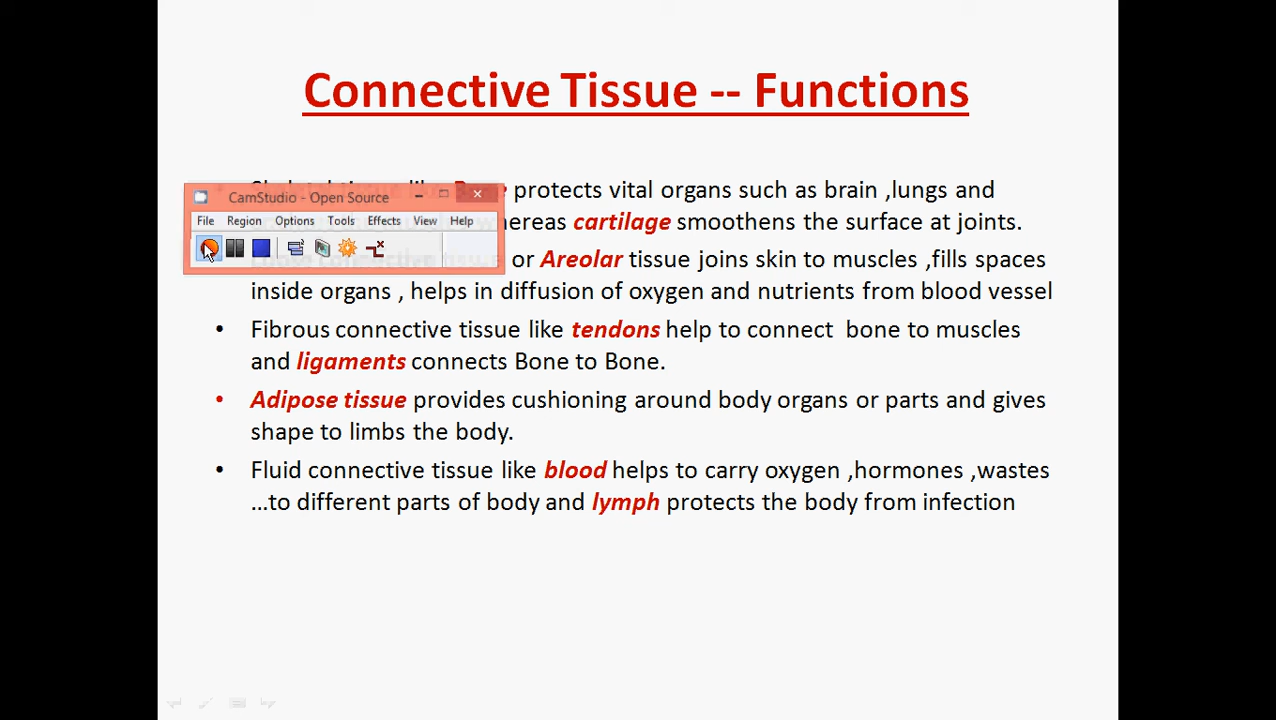 Connective Tissue -- Functions
protects vital organs such as brain ,lungs and
whereas cartilage smoothens the surface at joints.
or Areolar tissue joins skin to muscles ,fills spaces
inside organs , helps in diffusion of oxygen and nutrients from blood vessel
• Fibrous connective tissue like tendons help to connect bone to muscles
and ligaments connects Bone to Bone.
• Adipose tissue provides cushioning around body organs or parts and gives
shape to limbs the body.
• Fluid connective tissue like blood helps to carry oxygen ,hormones ,wastes
...to different parts of body and lymph protects the body from infection
CamStudio - Open Source
File Region Options Tools Effects View Help